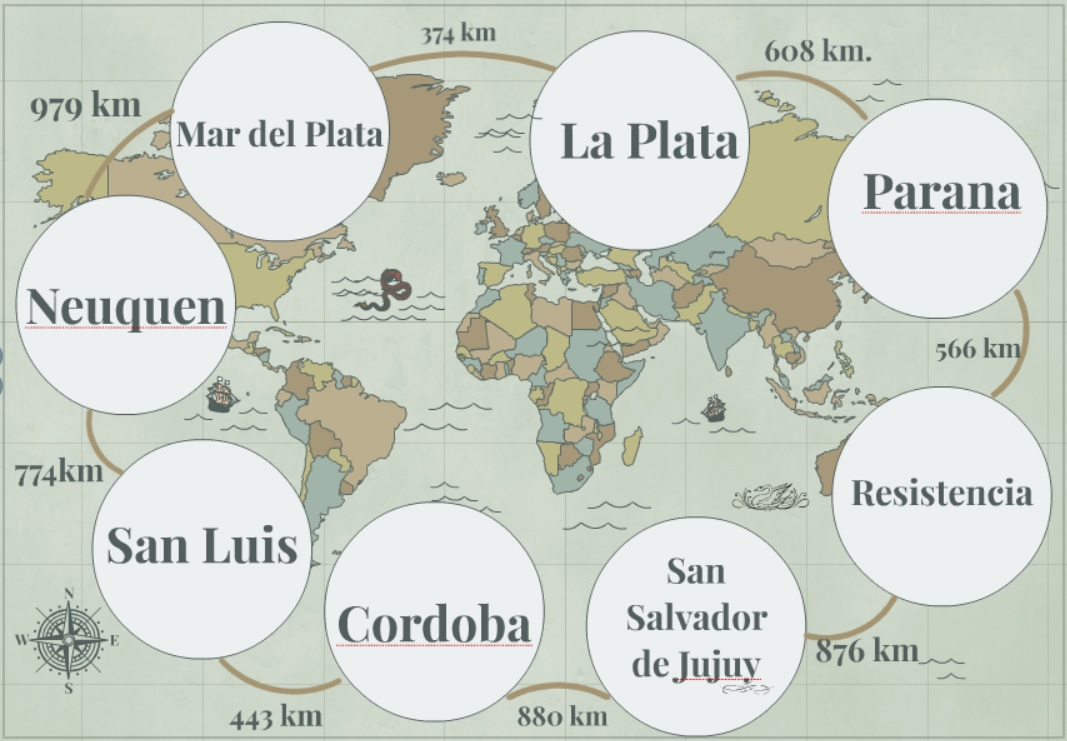 374 km
608 km.
979 km
Mar del Plata
La Plata
Parana
Neuquen
566 km
774km
San Luis
Resistencia
Cordoba
San
Salvador
de Jujuy
876 km
443 km
880 km
N
W
E
S